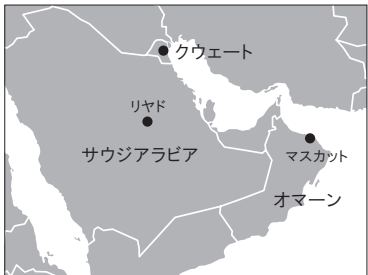 クウェート
リヤド
サウジアラビア
マスカット
オマーン